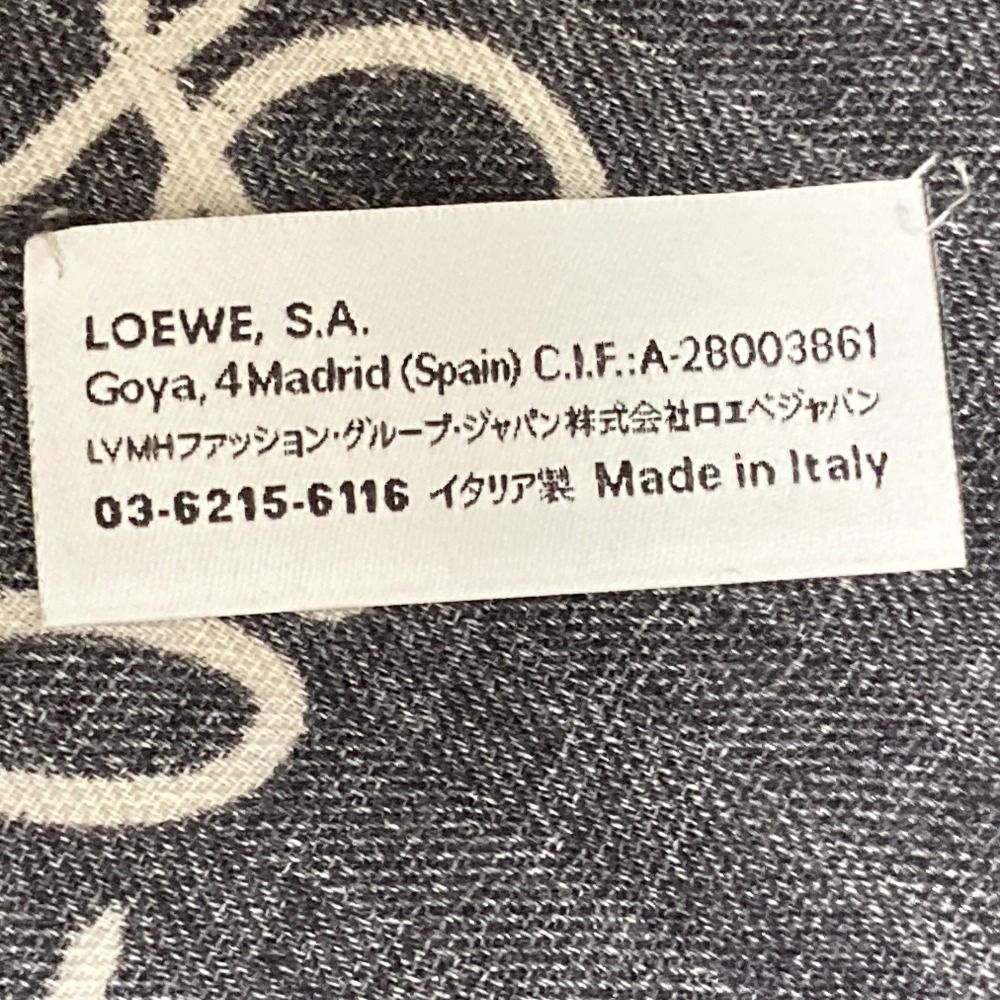 LOEWE, S.A.
Goya, 4 Madrid (Spain) C.I.F.:A-28003861
LVMHファッション・グループ・ジャパン株式会社ロエベジャパン
03-6215-6116 イタリア製 Made in Italy